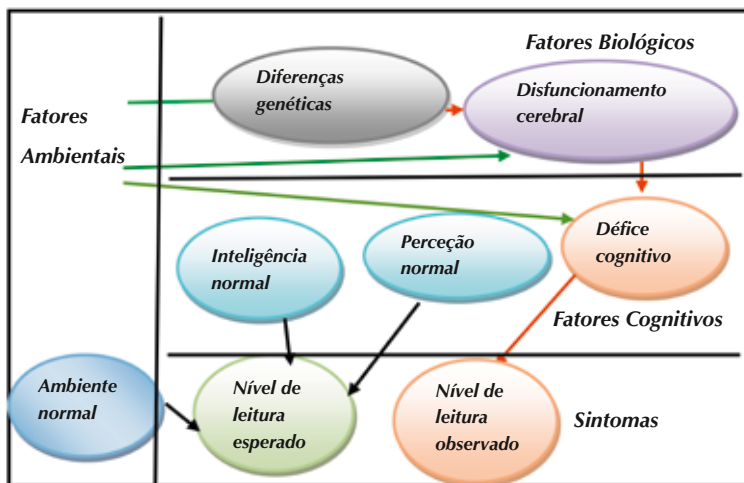 Fatores Biológicos
Diferenças
genéticas
Disfuncionamento
cerebral
Fatores
Ambientais
Inteligência
normal
Perceção
normal
Défice
cognitivo
Fatores Cognitivos
Ambiente
normal
Nível de
leitura
esperado
Nível de
leitura
observado
Sintomas